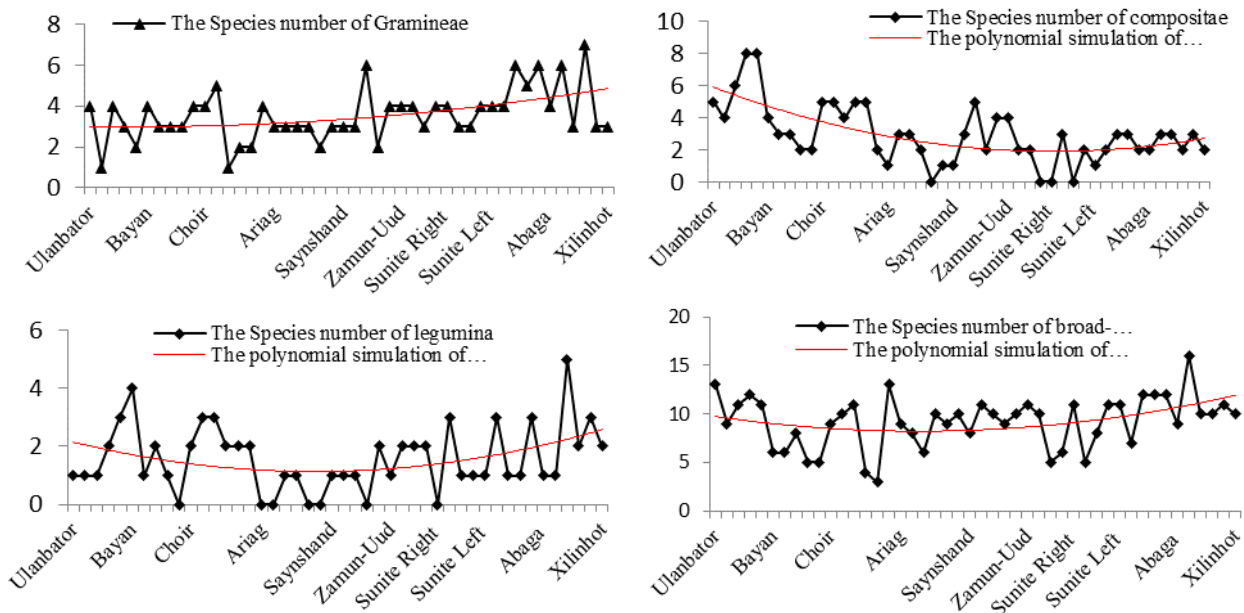 The Species number of Gramineae
8
6
4
2
0
Ulanbator
Bayan
Choir
Ariag
Saynshand
Zamun-Uud
Sunite Right
Sunite Left
Abaga
Xilinhot
The Species number of compositae
The polynomial simulation of…
10
8
6
4
2
0
Ulanbator
Bayan
Choir
Ariag
Saynshand
Zamun-Uud
Sunite Right
Sunite Left
Abaga
Xilinhot
The Species number of legumina
The polynomial simulation of…
6
4
2
0
Ulanbator
Bayan
Choir
Ariag
Saynshand
Zamun-Uud
Sunite Right
Sunite Left
Abaga
Xilinhot
The Species number of broad-…
The polynomial simulation of…
20
15
10
5
0
Ulanbator
Bayan
Choir
Ariag
Saynshand
Zamun-Uud
Sunite Right
Sunite Left
Abaga
Xilinhot